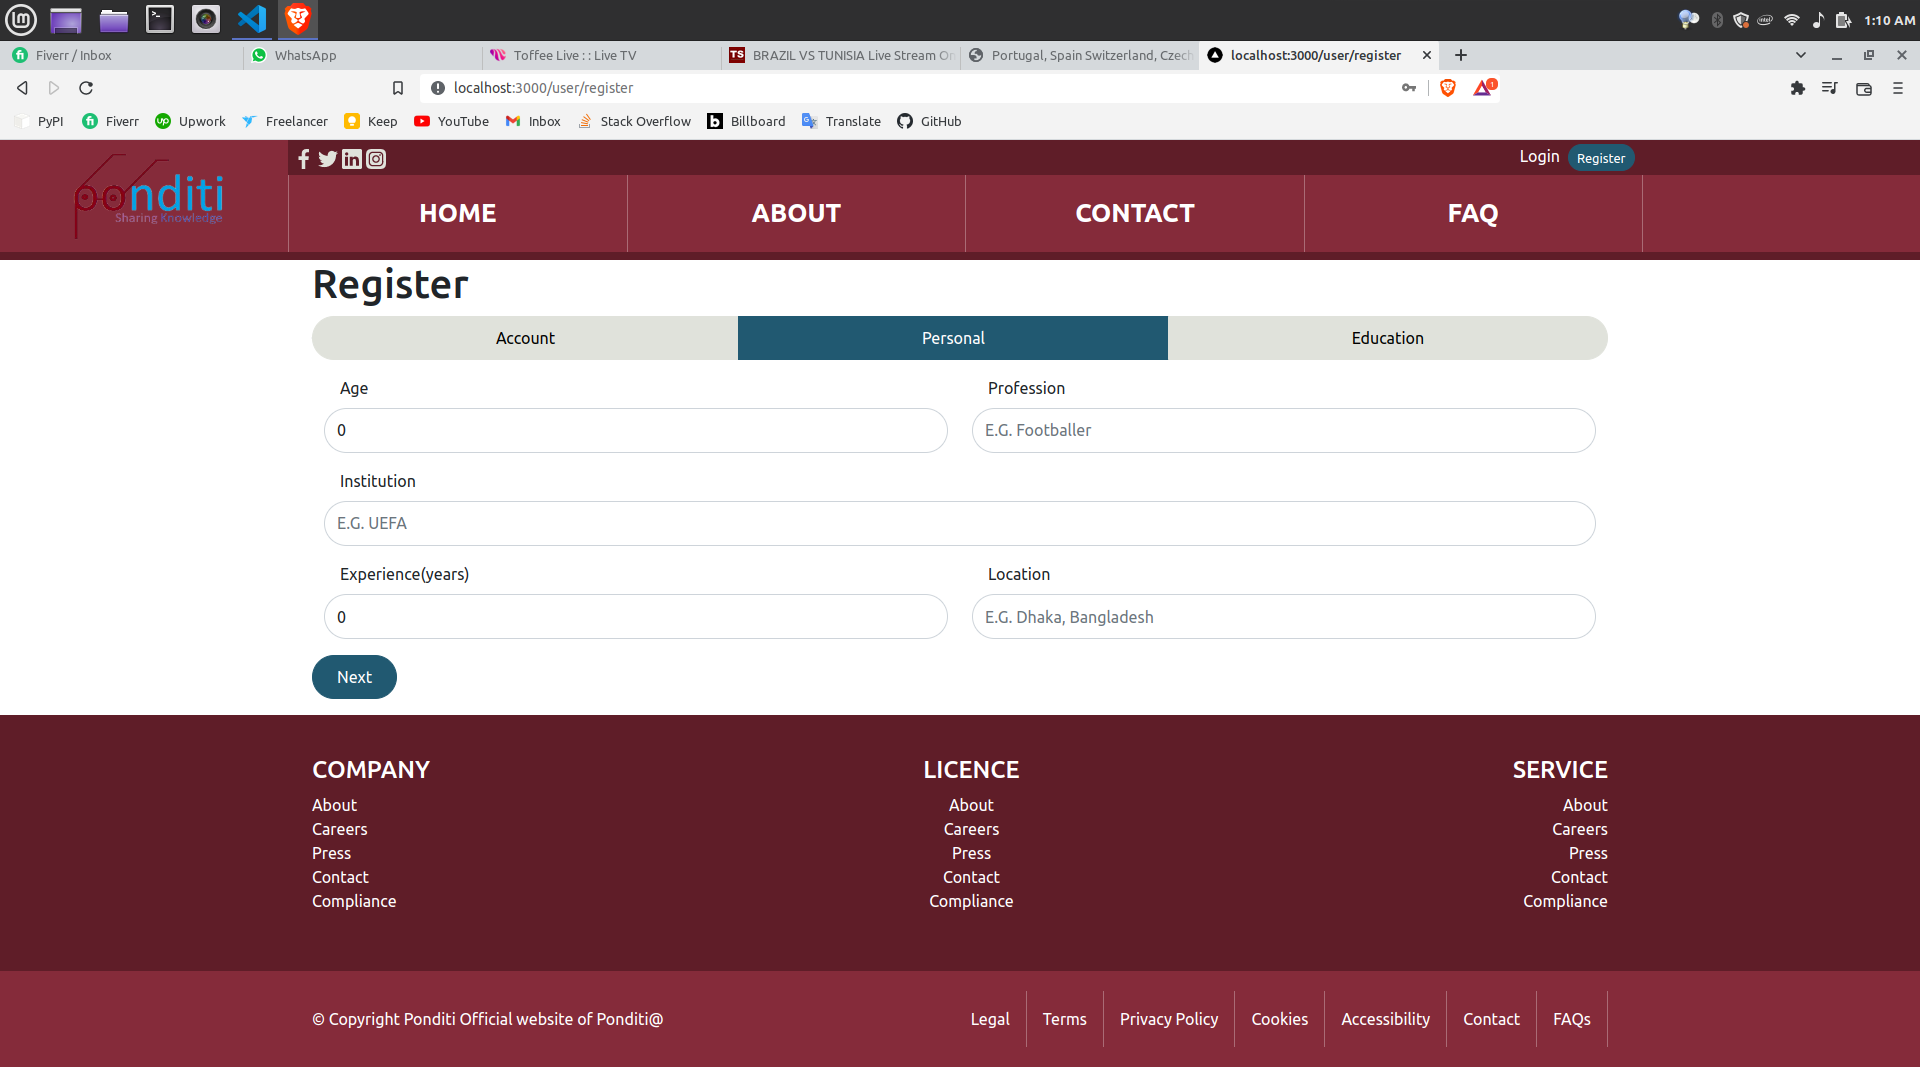 1:10 AM
Fiverr / Inbox
WhatsApp
Toffee Live : : Live TV
TS
BRAZIL VS TUNISIA Live Stream On
Portugal, Spain Switzerland, Czech
localhost:3000/user/register
localhost:3000/user/register
1
PyPI
Fiverr
Upwork
Freelancer
Keep
YouTube
Inbox
Stack Overflow
Billboard
Translate
GitHub
ponditi
Sharing Knowledge
Login
Register
HOME
ABOUT
CONTACT
FAQ
Register
Account
Personal
Education
Age
Profession
0
E.G. Footballer
Institution
E.G. UEFA
Experience(years)
Location
0
E.G. Dhaka, Bangladesh
Next
COMPANY
LICENCE
SERVICE
About
About
About
Careers
Careers
Careers
Press
Press
Press
Contact
Contact
Contact
Compliance
Compliance
Compliance
© Copyright Ponditi Official website of Ponditi@
Legal
Terms
Privacy Policy
Cookies
Accessibility
Contact
FAQs